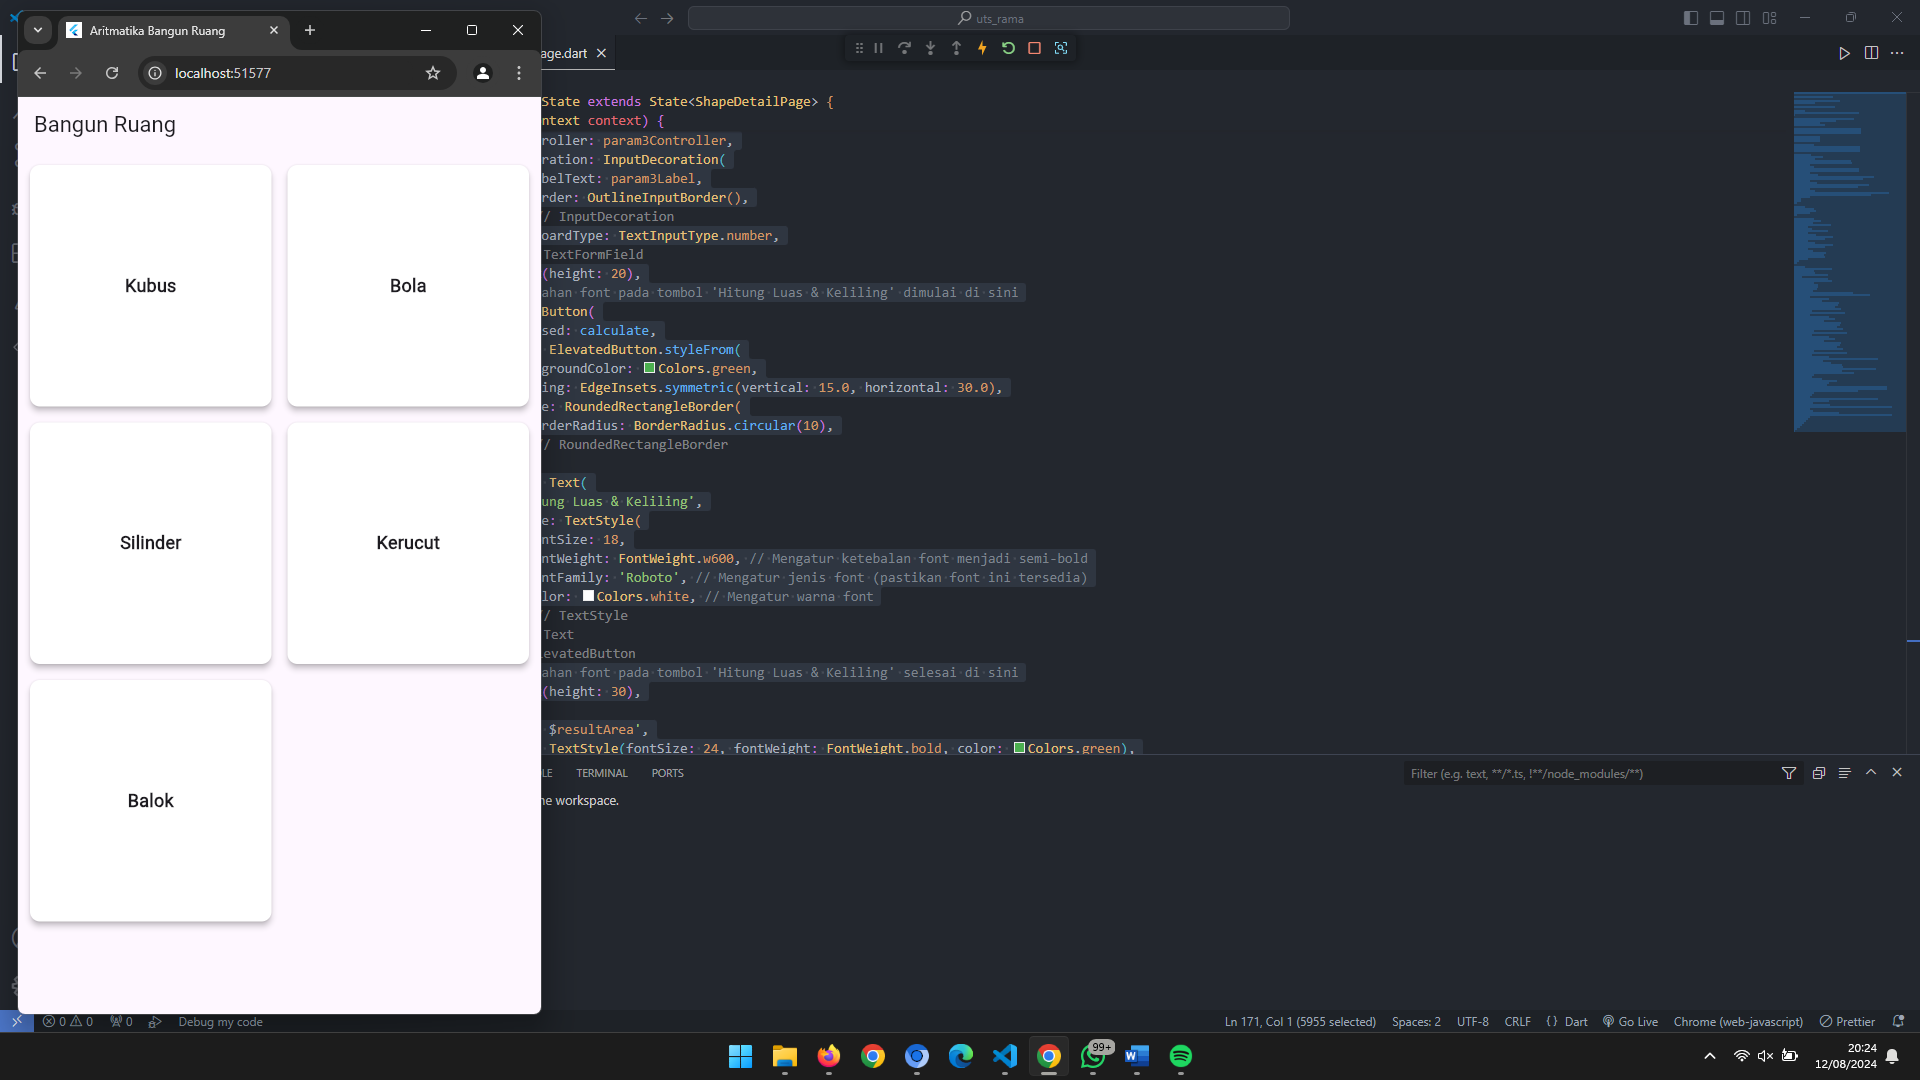 Aritmatika Bangun Ruang
localhost:51577
Bangun Ruang
Kubus
Bola
Silinder
Kerucut
Balok
uts_rama
age.dart
State extends State<ShapeDetailPage> {
ntext context) {
roller: param3Controller,
ration: InputDecoration(
belText: param3Label,
rder: OutlineInputBorder(),
/ InputDecoration
oardType: TextInputType.number,
TextFormField
(height: 20),
ahan font pada tombol 'Hitung Luas & Keliling' dimulai di sini
Button(
sed: calculate,
ElevatedButton.styleFrom(
groundColor: Colors.green,
ing: EdgeInsets.symmetric(vertical: 15.0, horizontal: 30.0),
e: RoundedRectangleBorder(
rderRadius: BorderRadius.circular(10),
/ RoundedRectangleBorder
Text(
ung Luas & Keliling',
e: TextStyle(
ntSize: 18,
ntWeight: FontWeight.w600, // Mengatur ketebalan font menjadi semi-bold
ntFamily: 'Roboto', // Mengatur jenis font (pastikan font ini tersedia)
lor: Colors.white, // Mengatur warna font
/ TextStyle
Text
levatedButton
ahan font pada tombol 'Hitung Luas & Keliling' selesai di sini
(height: 30),
$resultArea',
TextStyle(fontSize: 24, fontWeight: FontWeight.bold, color: Colors.green),
LE TERMINAL PORTS
Filter (e.g. text, **/*.ts, !**/node_modules/**)
he workspace.
0 0 0 Debug my code
Ln 171, Col 1 (5955 selected) Spaces: 2 UTF-8 CRLF {} Dart Go Live Chrome (web-javascript) Prettier
99+
20:24
12/08/2024